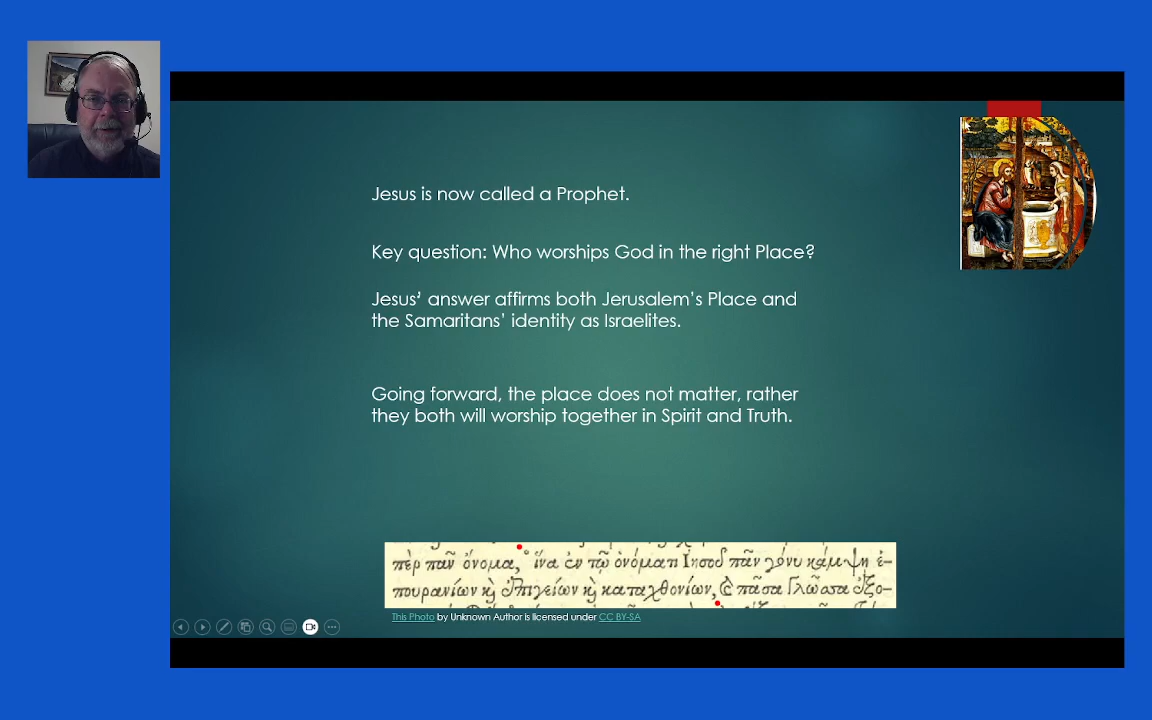 Jesus is now called a Prophet.
Key question: Who worships God in the right Place?
Jesus’ answer affirms both Jerusalem’s Place and
the Samaritans’ identity as Israelites.
Going forward, the place does not matter, rather
they both will worship together in Spirit and Truth.
πὲρ πᾶν ὄνομα, ἵνα ἐν τῷ ὀνόματι Ἰησοῦ πᾶν γόνυ κάμψῃ ἐ-
πουρανίων καὶ ἐπιγείων καὶ καταχθονίων, καὶ πᾶσα γλῶσσα ἐξο-
This Photo by Unknown Author is licensed under CC BY-SA